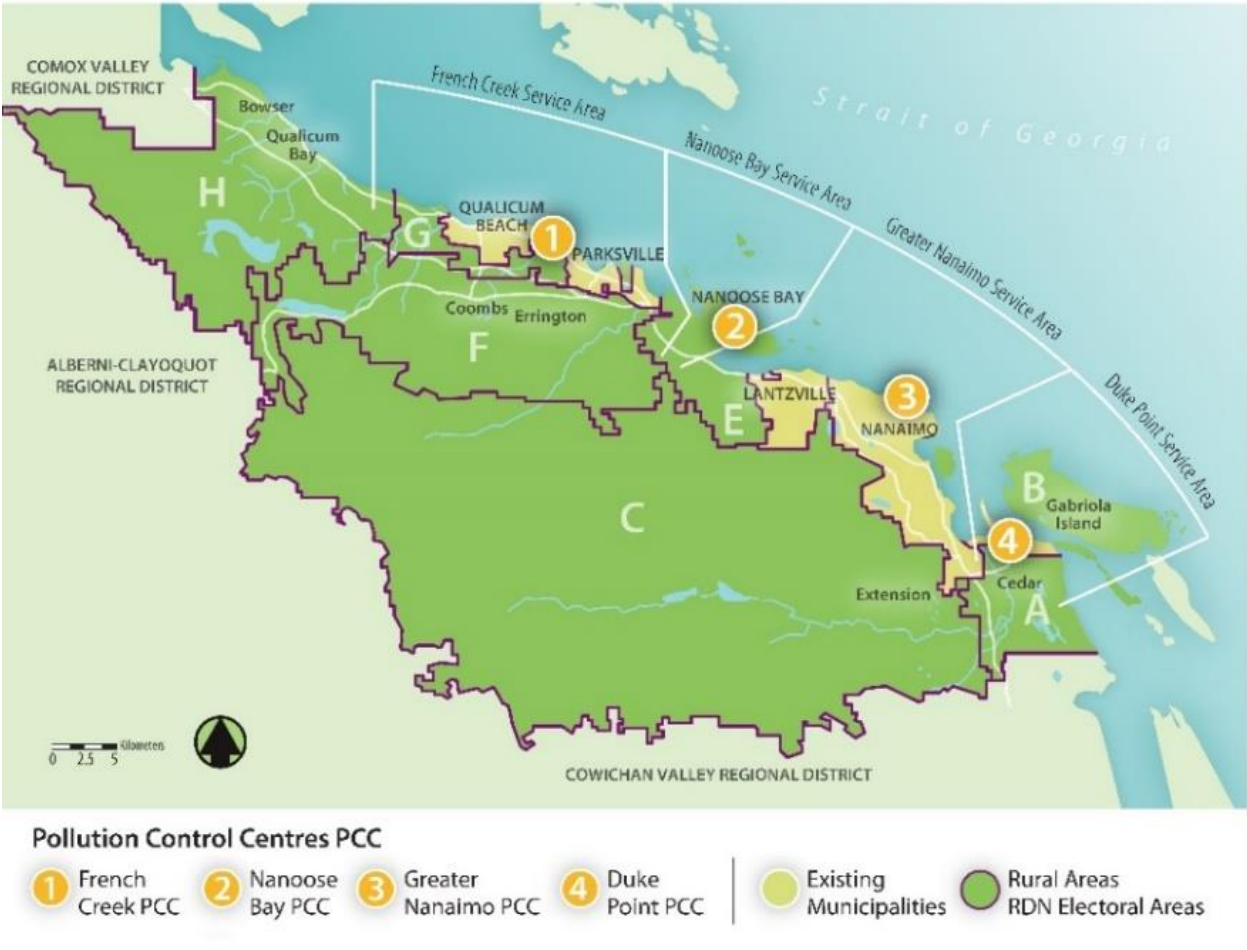 COMOX VALLEY
REGIONAL DISTRICT
French Creek Service Area
Strait of Georgia
Bowser
Nanoose Bay Service Area
Qualicum
Bay
H
QUALICUM
BEACH
1
G
PARKSVILLE
Greater Nanaimo Service Area
NANOOSE BAY
2
Coombs
Errington
F
ALBERNI-CLAYOQUOT
REGIONAL DISTRICT
Duke Point Service Area
LANTZVILLE
3
E
NANAIMO
B
Gabriola
Island
C
4
Extension
Cedar
A
Kilometers
0 2.5 5
COWICHAN VALLEY REGIONAL DISTRICT
Pollution Control Centres PCC
1 French
Creek PCC
2 Nanoose
Bay PCC
3 Greater
Nanaimo PCC
4 Duke
Point PCC
Existing
Municipalities
Rural Areas
RDN Electoral Areas